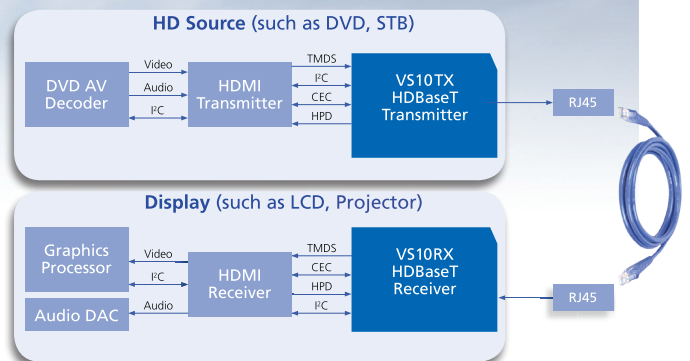 HD Source (such as DVD, STB)
DVD AV
Decoder
Video
Audio
I²C
HDMI
Transmitter
TMDS
I²C
CEC
HPD
VS10TX
HDBaseT
Transmitter
RJ45
Display (such as LCD, Projector)
Graphics
Processor
Audio DAC
Video
I²C
Audio
HDMI
Receiver
TMDS
CEC
HPD
I²C
VS10RX
HDBaseT
Receiver
RJ45